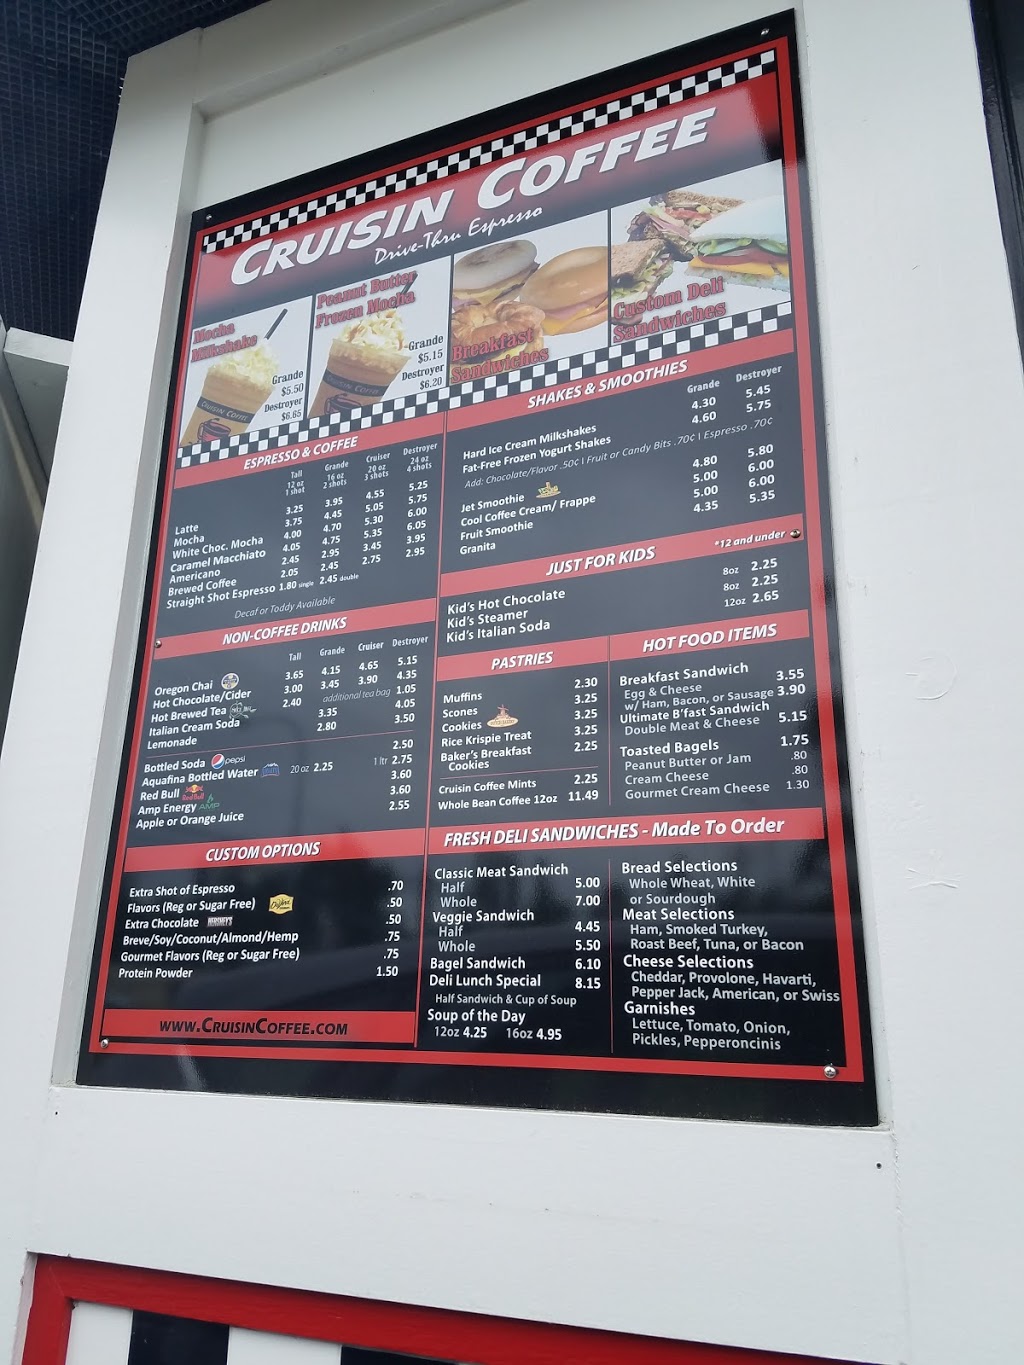 CRUISIN COFFEE
Drive-Thru Espresso
Mocha
Milkshake
Grande
$5.50
Destroyer
$6.65
CRUISIN COFFEE
Peanut Butter
Frozen Mocha
Grande
$5.15
Destroyer
$6.20
CRUISIN COFFEE
Breakfast
Sandwiches
Custom Deli
Sandwiches
ESPRESSO & COFFEE
Tall Grande Cruiser Destroyer
12 oz 16 oz 20 oz 24 oz
1 shot 2 shots 3 shots 4 shots
Latte 3.25 3.95 4.55 5.25
Mocha 3.75 4.45 5.05 5.75
White Choc. Mocha 4.00 4.70 5.30 6.00
Caramel Macchiato 4.05 4.75 5.35 6.05
Americano 2.45 2.95 3.45 3.95
Brewed Coffee 2.05 2.45 2.75 2.95
Straight Shot Espresso 1.80 single 2.45 double
Decaf or Toddy Available
NON-COFFEE DRINKS
Tall Grande Cruiser Destroyer
Oregon Chai 3.65 4.15 4.65 5.15
Hot Chocolate/Cider 3.00 3.45 3.90 4.35
Hot Brewed Tea 2.40 additional tea bag 1.05
Italian Cream Soda 3.35 4.05
Lemonade 2.80 3.50
Bottled Soda pepsi 2.50
Aquafina Bottled Water 20 oz 2.25 1 ltr 2.75
Red Bull Red Bull 3.60
Amp Energy AMP 3.60
Apple or Orange Juice 2.55
CUSTOM OPTIONS
Extra Shot of Espresso .70
Flavors (Reg or Sugar Free) DaVinci .50
Extra Chocolate HERSHEY'S .50
Breve/Soy/Coconut/Almond/Hemp .75
Gourmet Flavors (Reg or Sugar Free) .75
Protein Powder 1.50
WWW.CRUISINCOFFEE.COM
SHAKES & SMOOTHIES
Grande Destroyer
Hard Ice Cream Milkshakes 4.30 5.45
Fat-Free Frozen Yogurt Shakes 4.60 5.75
Add: Chocolate/Flavor .50¢ | Fruit or Candy Bits .70¢ | Espresso .70¢
Jet Smoothie 4.80 5.80
Cool Coffee Cream/ Frappe 5.00 6.00
Fruit Smoothie 5.00 6.00
Granita 4.35 5.35
JUST FOR KIDS *12 and under
Kid's Hot Chocolate 8oz 2.25
Kid's Steamer 8oz 2.25
Kid's Italian Soda 12oz 2.65
PASTRIES
Muffins 2.30
Scones 3.25
Cookies 3.25
Rice Krispie Treat 3.25
Baker's Breakfast 2.25
Cookies
Cruisin Coffee Mints 2.25
Whole Bean Coffee 12oz 11.49
HOT FOOD ITEMS
Breakfast Sandwich
Egg & Cheese 3.55
w/ Ham, Bacon, or Sausage 3.90
Ultimate B'fast Sandwich
Double Meat & Cheese 5.15
Toasted Bagels 1.75
Peanut Butter or Jam .80
Cream Cheese .80
Gourmet Cream Cheese 1.30
FRESH DELI SANDWICHES - Made To Order
Classic Meat Sandwich
Half 5.00
Whole 7.00
Veggie Sandwich
Half 4.45
Whole 5.50
Bagel Sandwich 6.10
Deli Lunch Special 8.15
Half Sandwich & Cup of Soup
Soup of the Day
12oz 4.25 16oz 4.95
Bread Selections
Whole Wheat, White
or Sourdough
Meat Selections
Ham, Smoked Turkey,
Roast Beef, Tuna, or Bacon
Cheese Selections
Cheddar, Provolone, Havarti,
Pepper Jack, American, or Swiss
Garnishes
Lettuce, Tomato, Onion,
Pickles, Pepperoncinis